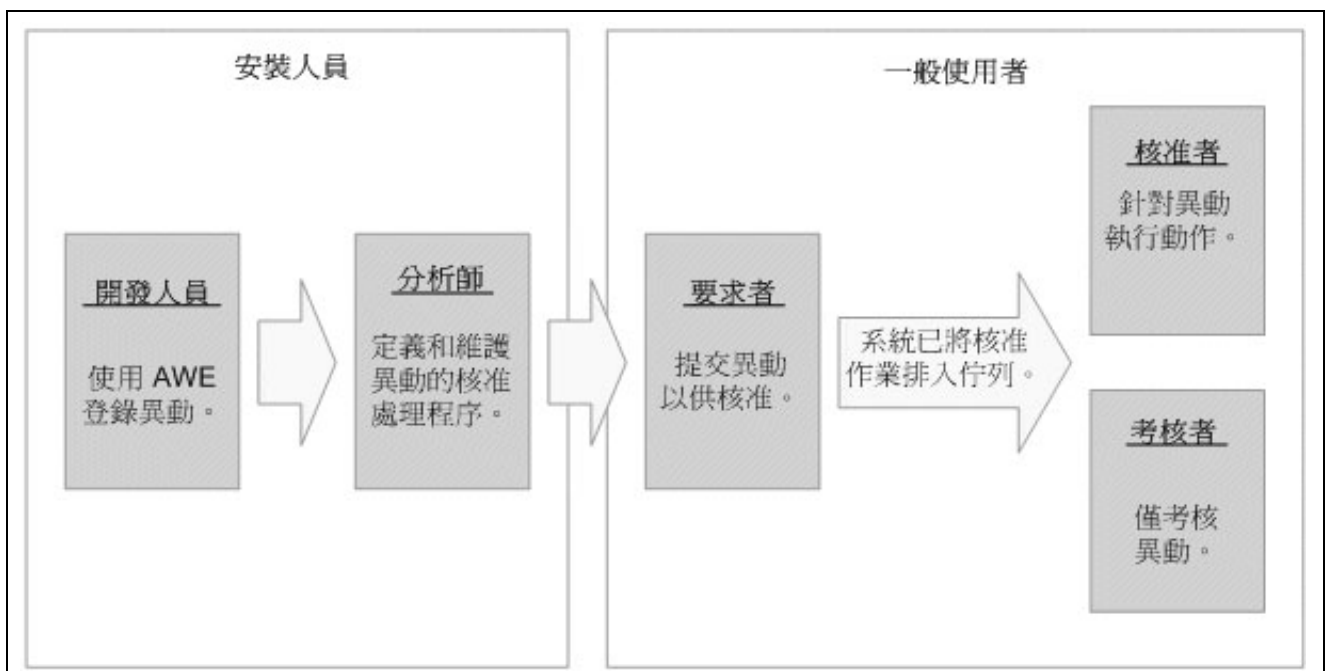 安裝人員
開發人員
使用 AWE
登錄異動。
分析師
定義和維護
異動的核准
處理程序。
一般使用者
要求者
提交異動
以供核准。
系統已將核准
作業排入佇列。
核准者
針對異動
執行動作。
考核者
僅考核
異動。